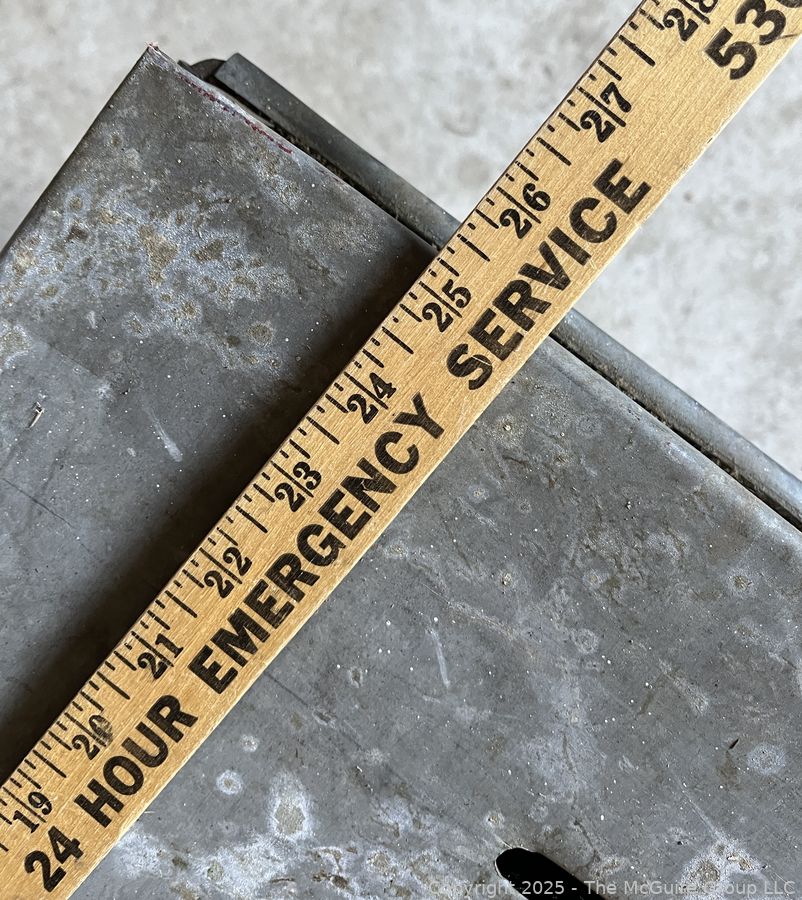 19 20 21 22 23 24 25 26 27 28
24 HOUR EMERGENCY SERVICE 530
Copyright 2025 - The McGuire Group LLC